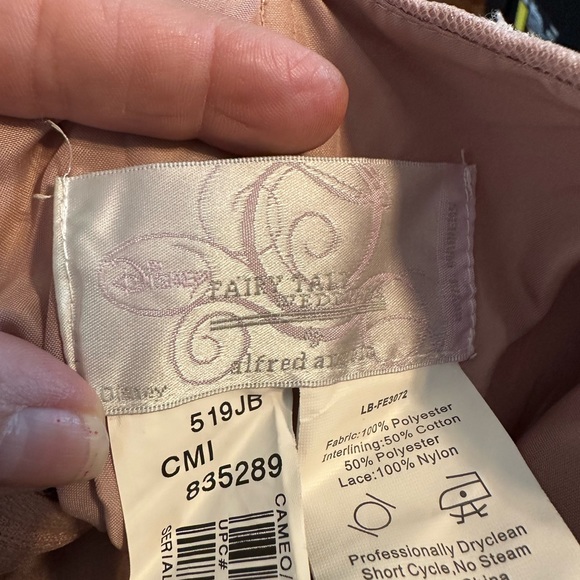 Disney
FAIRY TALE
WEDDINGS
alfred angelo
Disney
519JB
CMI
835289
CAMEO/
UPC#
SERIAL
LB-FE3072
Fabric:100% Polyester
Interlining:50% Cotton
50% Polyester
Lace:100% Nylon
Professionally Dryclean
Short Cycle,No Steam